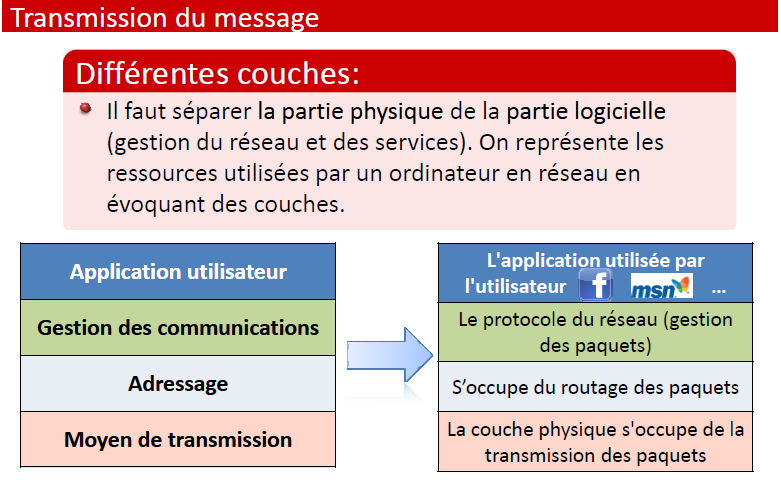 Transmission du message
Différentes couches:
Il faut séparer la partie physique de la partie logicielle
(gestion du réseau et des services). On représente les
ressources utilisées par un ordinateur en réseau en
évoquant des couches.
Application utilisateur
Gestion des communications
Adressage
Moyen de transmission
L'application utilisée par
l'utilisateur f msn ...
Le protocole du réseau (gestion
des paquets)
S’occupe du routage des paquets
La couche physique s'occupe de la
transmission des paquets